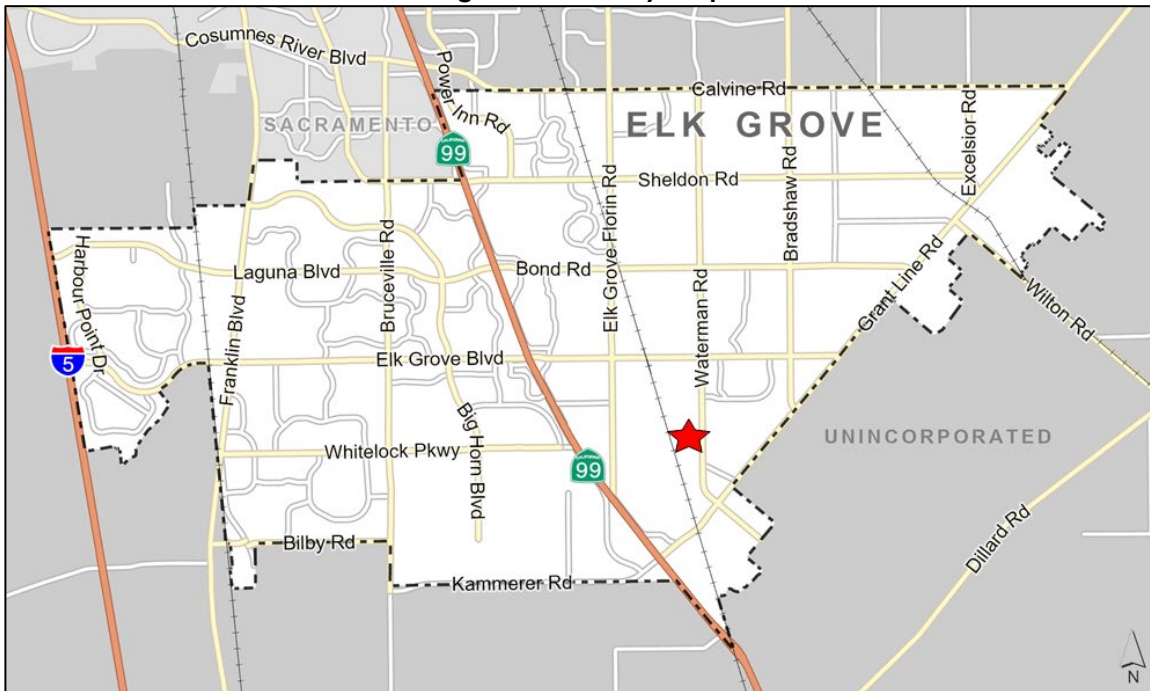 Cosumnes River Blvd
Power Inn Rd
Calvine Rd
SACRAMENTO
ELK GROVE
CALIFORNIA
99
Sheldon Rd
Excelsior Rd
Bradshaw Rd
Elk Grove Florin Rd
Bruceville Rd
Harbour Point Dr
Laguna Blvd
Bond Rd
Waterman Rd
Grant Line Rd
Wilton Rd
Franklin Blvd
5
Elk Grove Blvd
Big Horn Blvd
Whitelock Pkwy
CALIFORNIA
99
UNINCORPORATED
Dillard Rd
Bilby Rd
Kammerer Rd
N